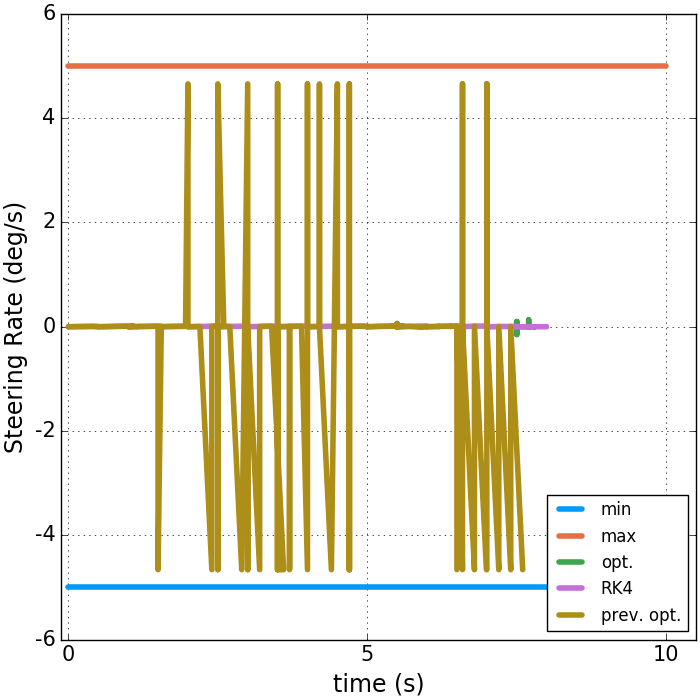 6
4
2
0
-2
-4
-6
Steering Rate (deg/s)
0
5
10
time (s)
min
max
opt.
RK4
prev. opt.